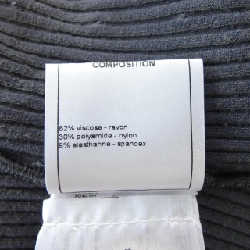 COMPOSITION
62% viscose - rayon
30% polyamide - nylon
8% elasthanne - spandex